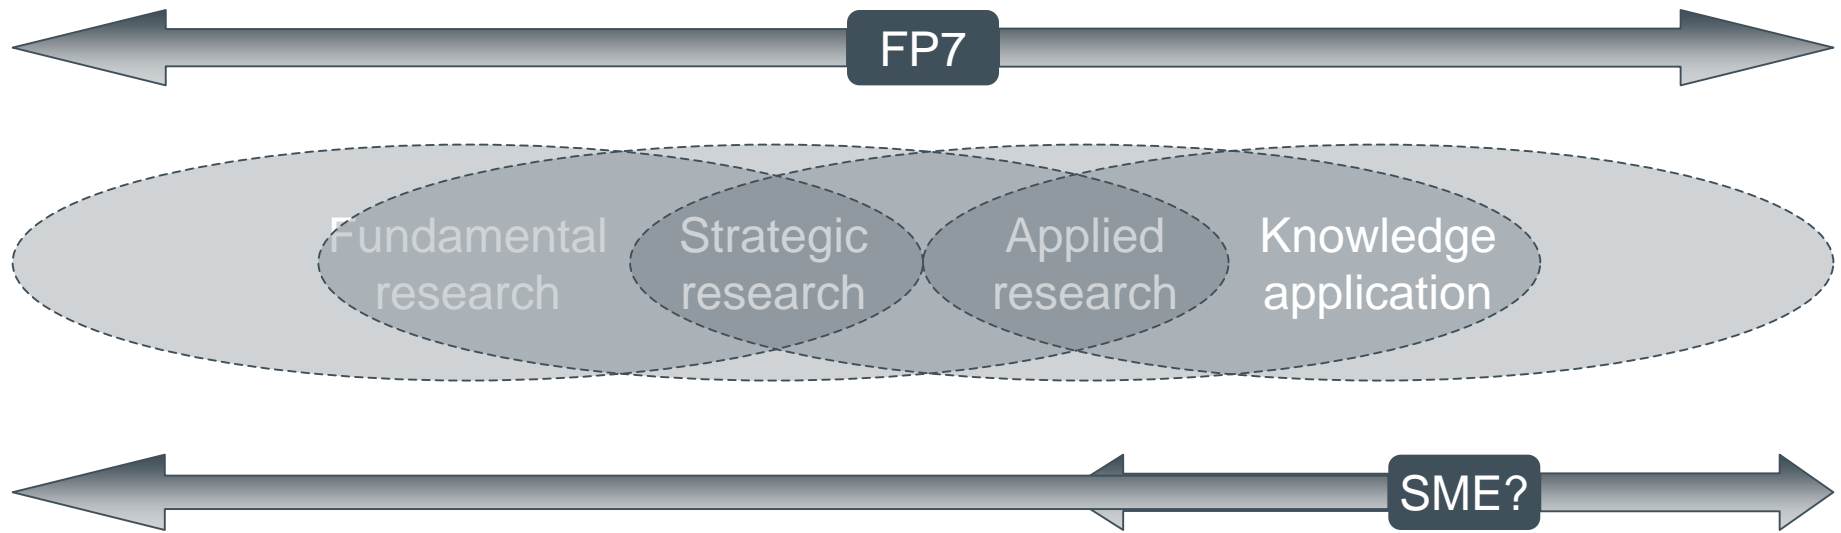 FP7
Fundamental
research
Strategic
research
Applied
research
Knowledge
application
SME?